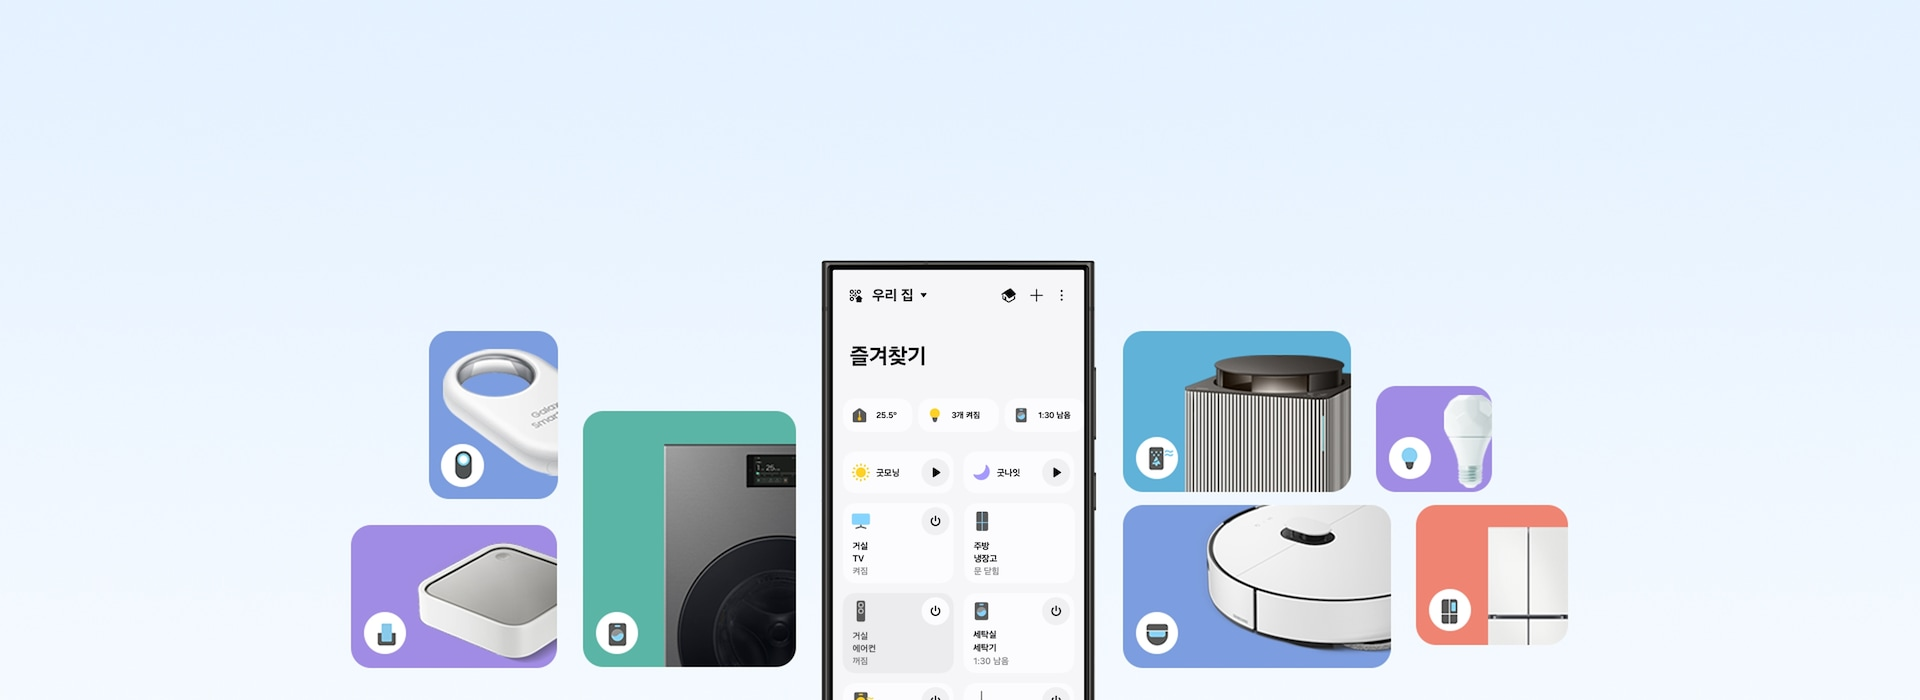 우리 집
즐겨찾기
25.5°
3개 켜짐
1:30 남음
굿모닝
굿나잇
거실
TV
켜짐
주방
냉장고
문 닫힘
거실
에어컨
꺼짐
세탁실
세탁기
1:30 남음